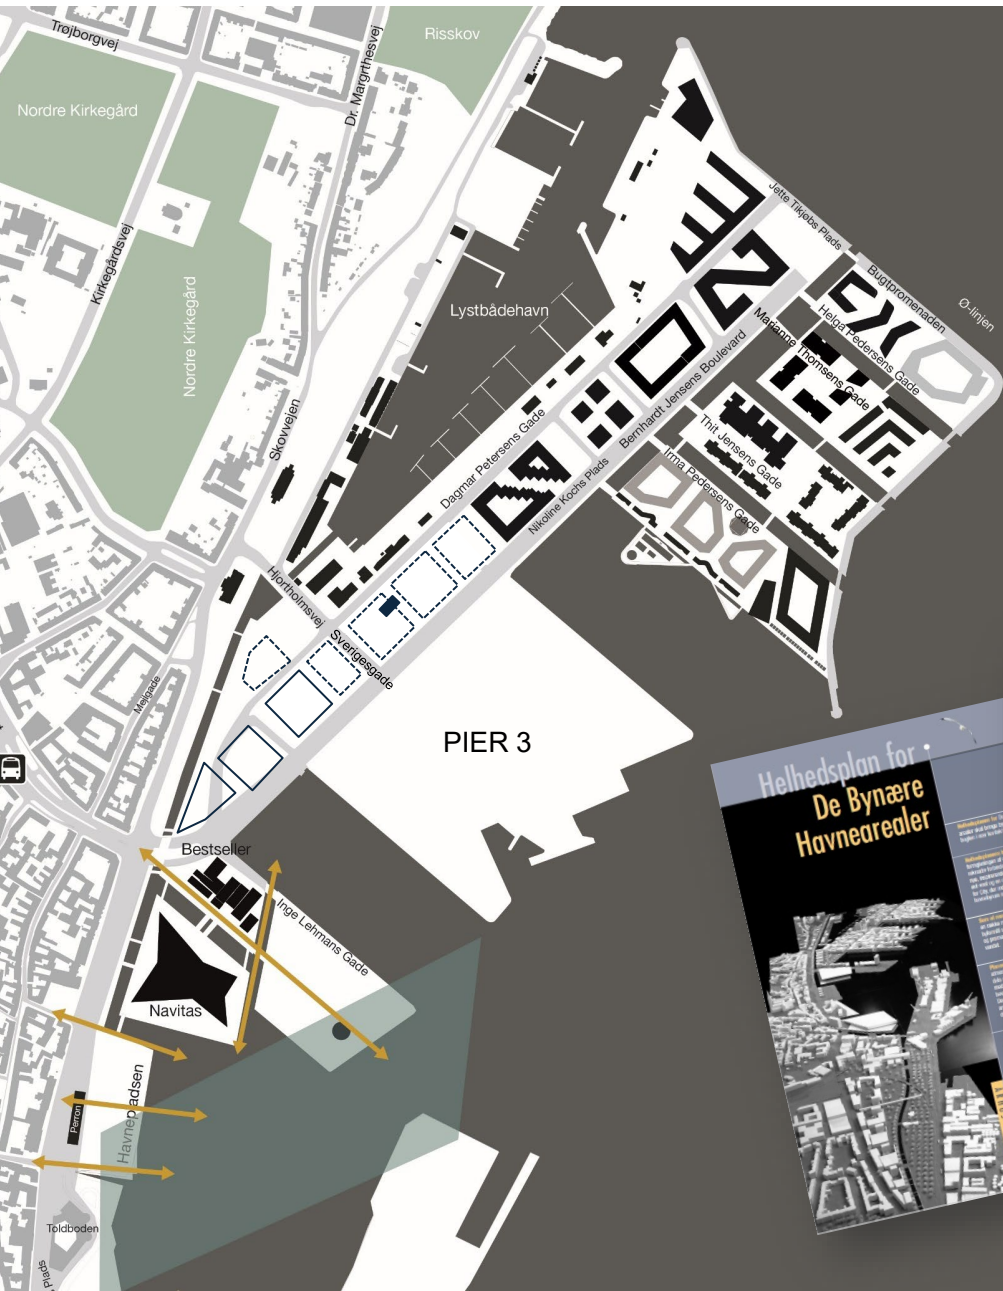 Trøjborgvej
Risskov
Dr. Margrthesvej
Nordre Kirkegård
Jette Tikjøbs Plads
Kirkegårdsvej
Nordre Kirkegård
Bugtpromenaden
Ø-linjen
Helga Pedersens Gade
Lystbådehavn
Marianne Thomsens Gade
Bernhardt Jensens Boulevard
Dagmar Petersens Gade
Thit Jensens Gade
Skovvejen
Irma Pedersens Gade
Nikoline Kochs Plads
Hjortholmsvej
Sverigesgade
Mejlgade
PIER 3
Helhedsplan for
De Bynære
Havnearealer
Bestseller
Inge Lehmans Gade
Navitas
Havnepladsen
Perron
Toldboden
Plads